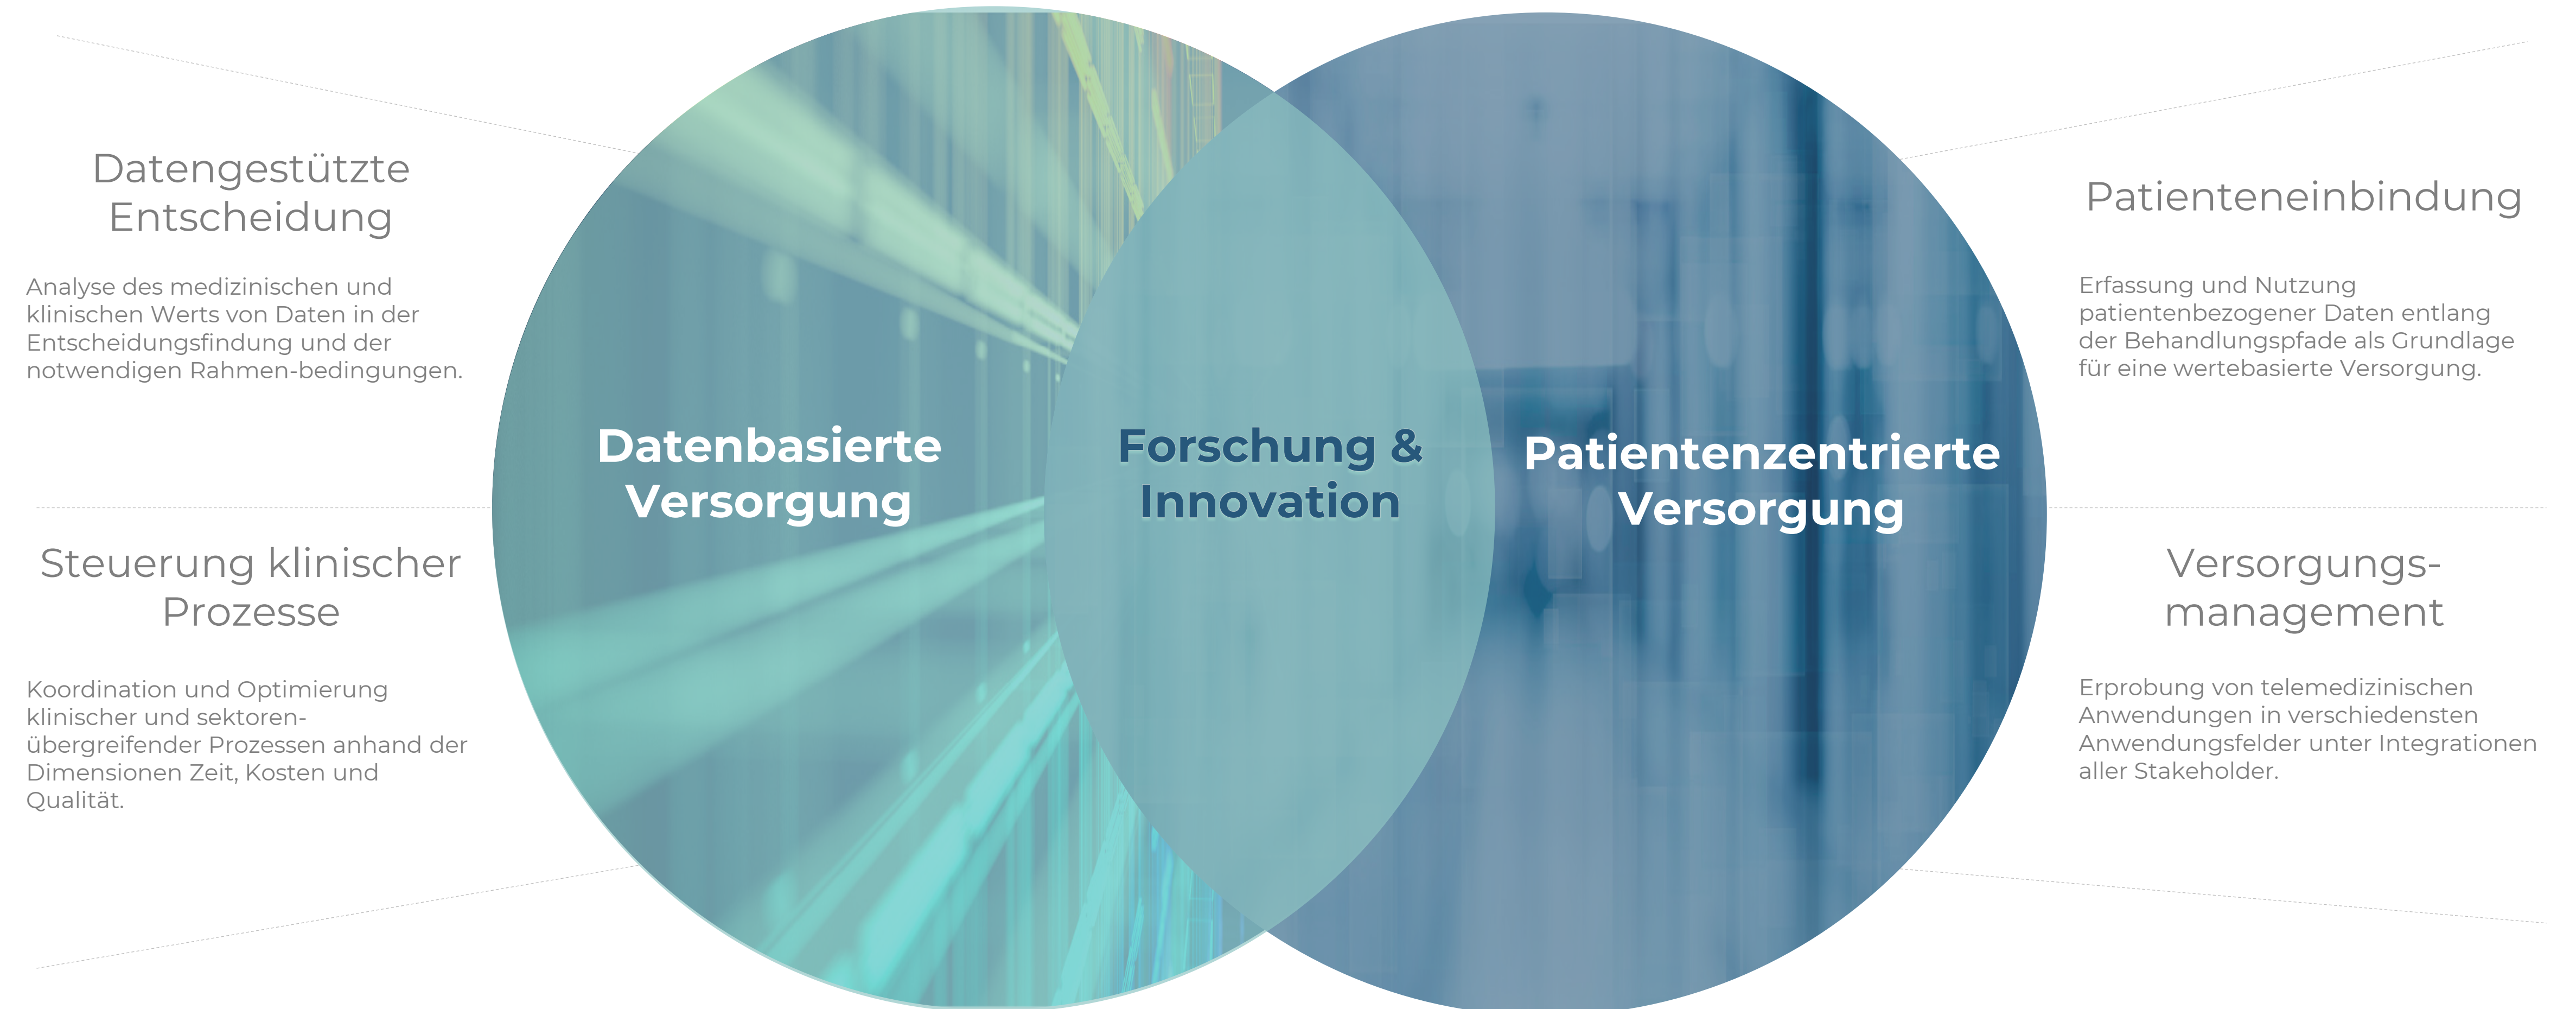 Datengestützte
Entscheidung
Analyse des medizinischen und
klinischen Werts von Daten in der
Entscheidungsfindung und der
notwendigen Rahmen-bedingungen.
Steuerung klinischer
Prozesse
Koordination und Optimierung
klinischer und sektoren-
übergreifender Prozessen anhand der
Dimensionen Zeit, Kosten und
Qualität.
Datenbasierte
Versorgung
Forschung &
Innovation
Patientenzentrierte
Versorgung
Patienteneinbindung
Erfassung und Nutzung
patientenbezogener Daten entlang
der Behandlungspfade als Grundlage
für eine wertebasierte Versorgung.
Versorgungs-
management
Erprobung von telemedizinischen
Anwendungen in verschiedensten
Anwendungsfelder unter Integrationen
aller Stakeholder.